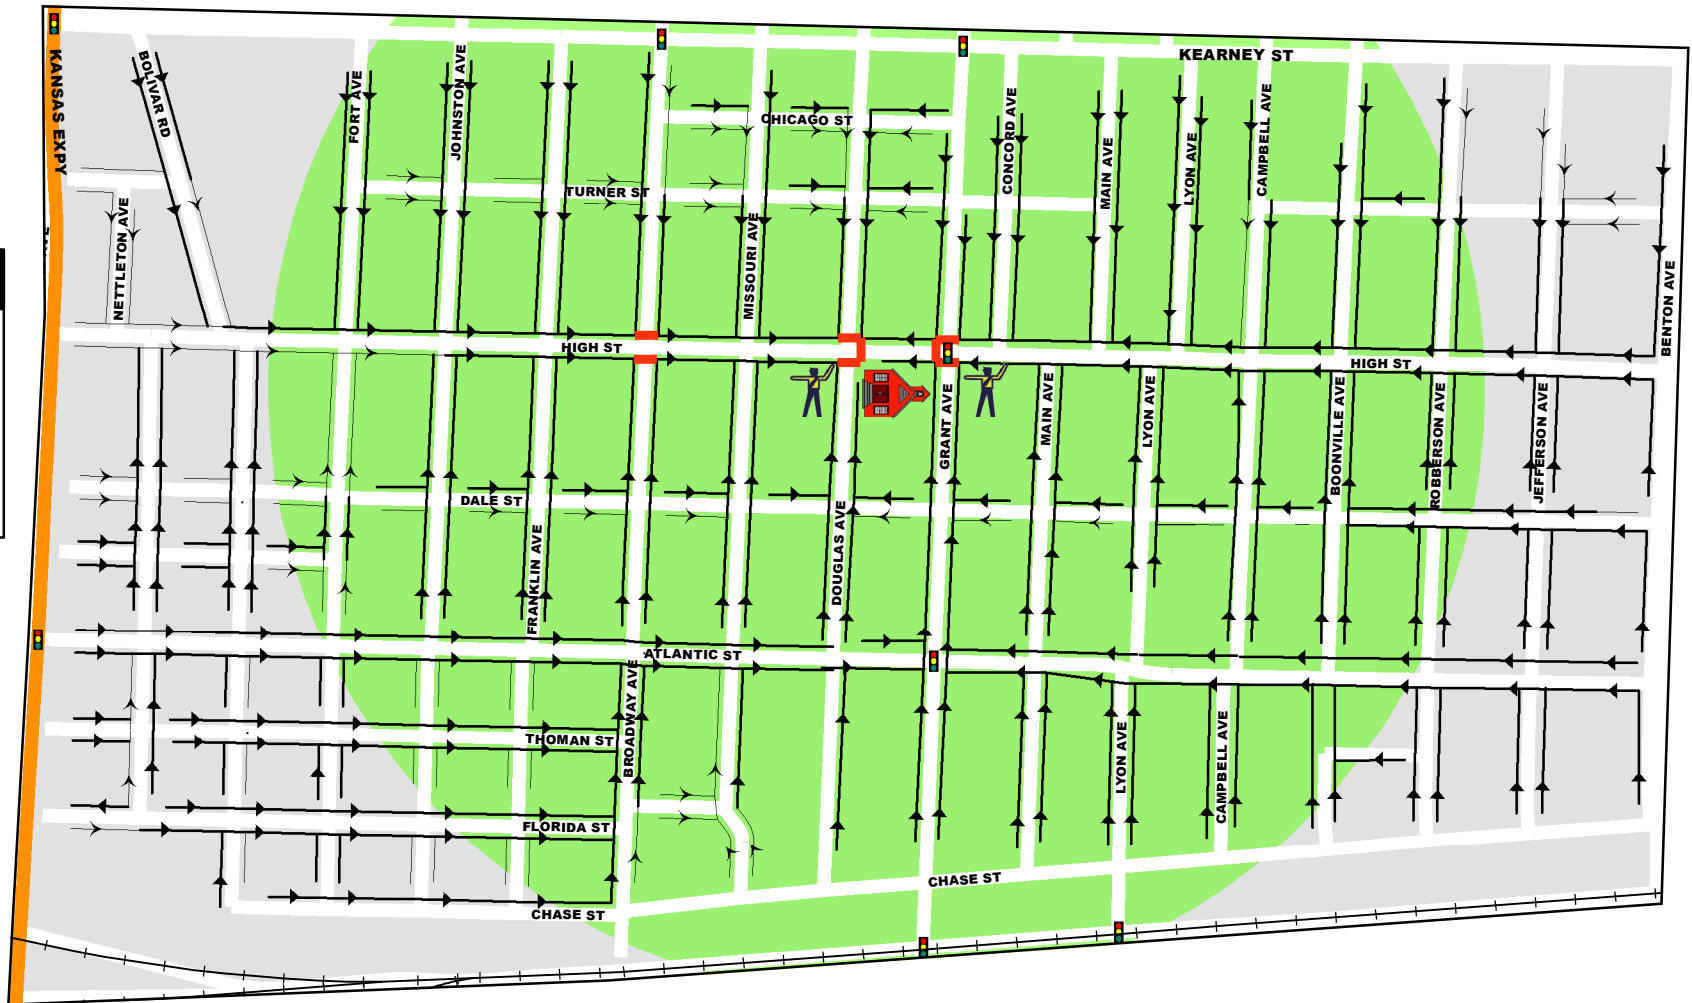 KEARNEY ST
KANSAS EXPY
BOLIVAR RD
FORT AVE
JOHNSTON AVE
CHICAGO ST
CONCORD AVE
MAIN AVE
LYON AVE
CAMPBELL AVE
TURNER ST
NETTLETON AVE
MISSOURI AVE
BENTON AVE
HIGH ST
HIGH ST
GRANT AVE
MAIN AVE
LYON AVE
BOONVILLE AVE
ROBBERSON AVE
JEFFERSON AVE
DALE ST
FRANKLIN AVE
DOUGLAS AVE
ATLANTIC ST
BROADWAY AVE
THOMAN ST
LYON AVE
CAMPBELL AVE
FLORIDA ST
CHASE ST
CHASE ST